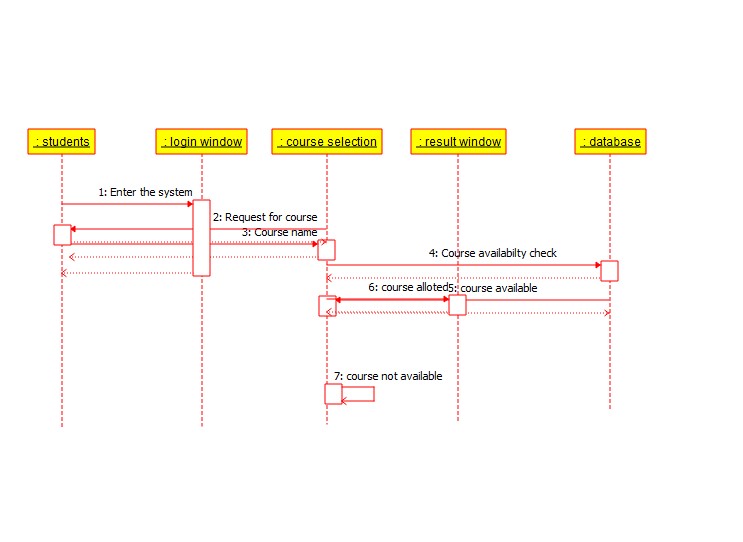 : students
: login window
: course selection
: result window
: database
1: Enter the system
2: Request for course
3: Course name
4: Course availabilty check
6: course alloted
5: course available
7: course not available